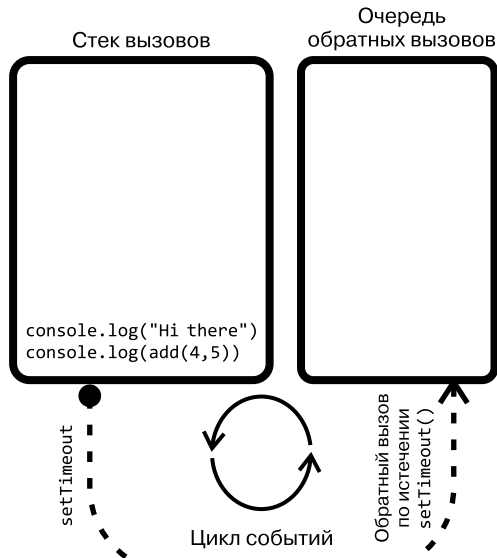 Стек вызовов
Очередь
обратных вызовов
console.log("Hi there")
console.log(add(4,5))
setTimeout
Цикл событий
Обратный вызов
по истечении
setTimeout()